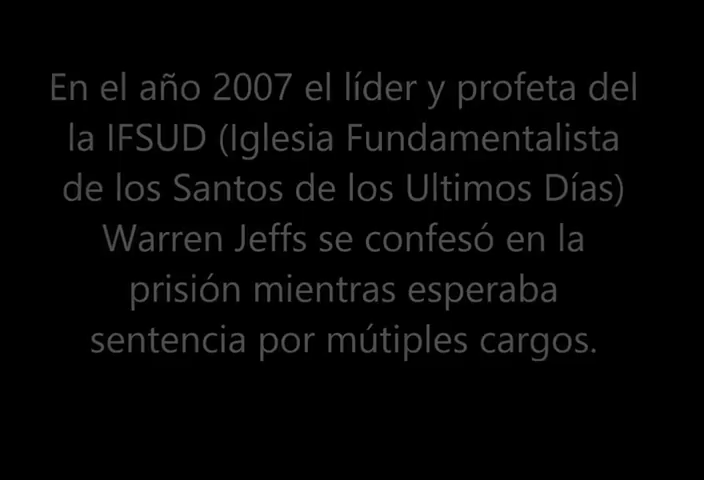 En el año 2007 el líder y profeta del
la IFSUD (Iglesia Fundamentalista
de los Santos de los Ultimos Días)
Warren Jeffs se confesó en la
prisión mientras esperaba
sentencia por mútiples cargos.